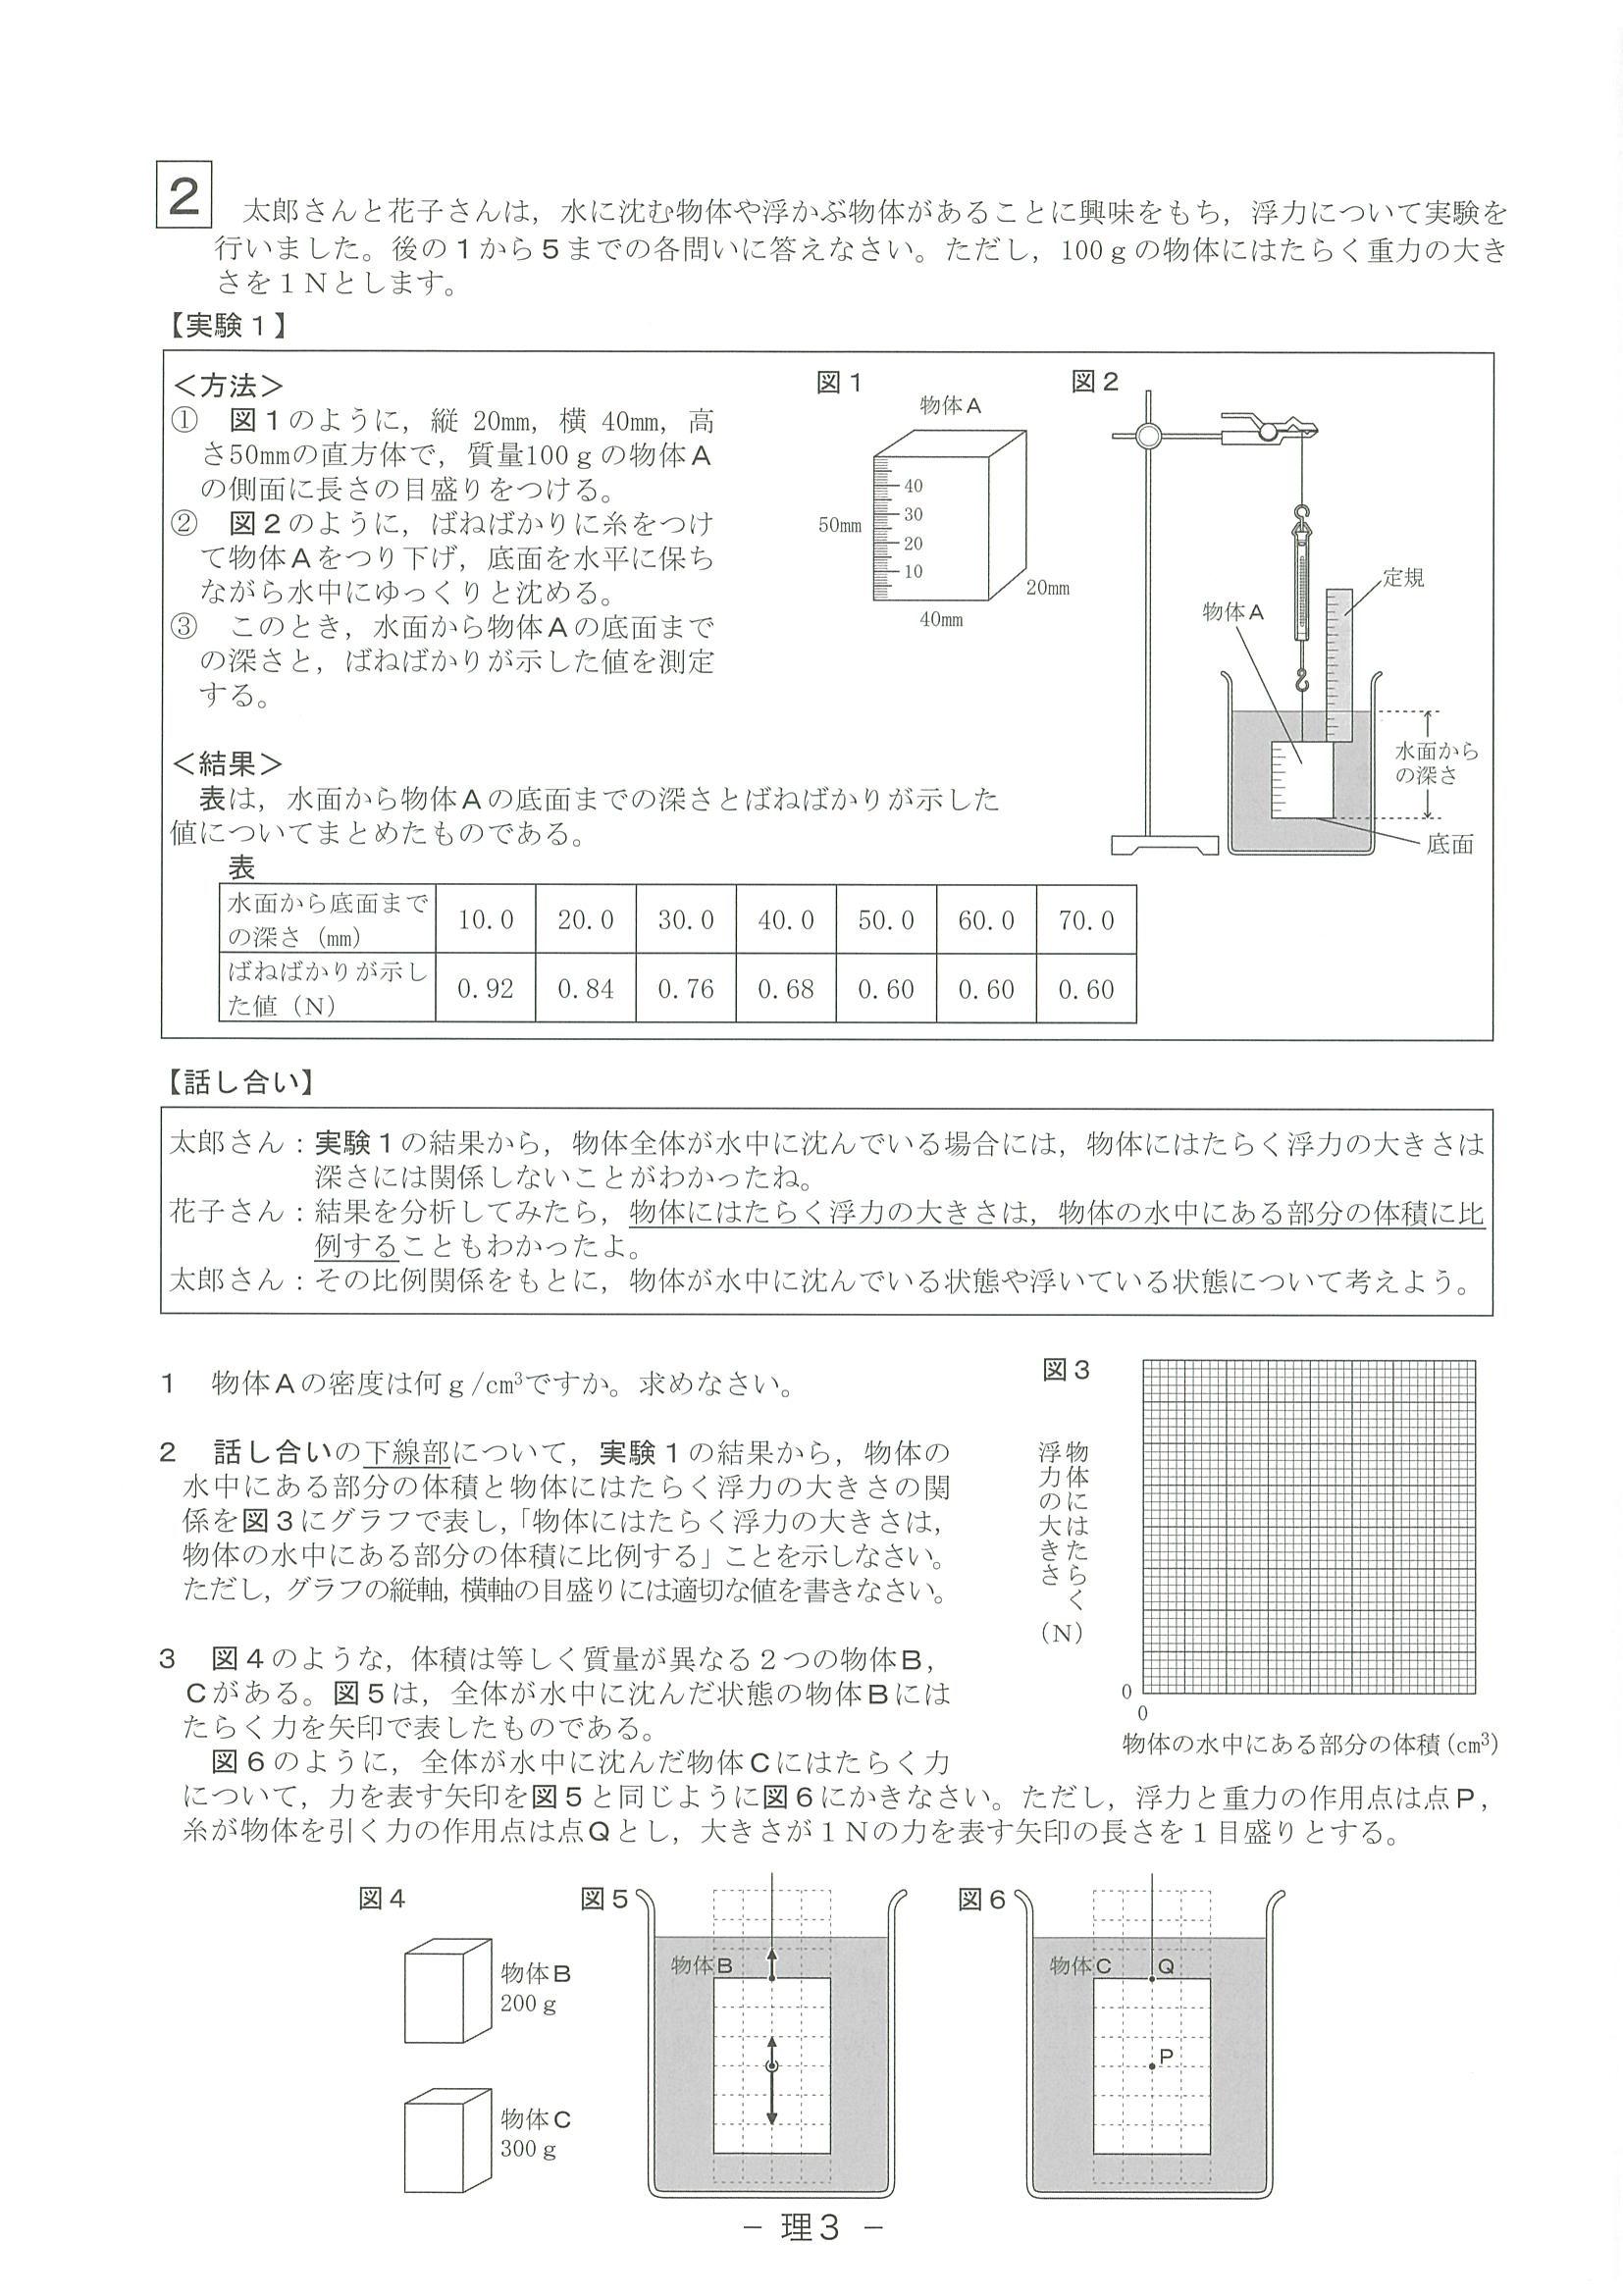 2
太郎さんと花子さんは，水に沈む物体や浮かぶ物体があることに興味をもち，浮力について実験を
行いました。後の１から５までの各問いに答えなさい。ただし，100ｇの物体にはたらく重力の大き
さを１Ｎとします。
【実験１】
＜方法＞
①　図１のように，縦 20mm，横 40mm，高
さ50mmの直方体で，質量100ｇの物体Ａ
の側面に長さの目盛りをつける。
②　図２のように，ばねばかりに糸をつけ
て物体Ａをつり下げ，底面を水平に保ち
ながら水中にゆっくりと沈める。
③　このとき，水面から物体Ａの底面まで
の深さと，ばねばかりが示した値を測定
する。
図１
物体Ａ
40
30
20
10
50mm
20mm
40mm
図２
定規
物体Ａ
水面から
の深さ
底面
＜結果＞
表は，水面から物体Ａの底面までの深さとばねばかりが示した
値についてまとめたものである。
表
水面から底面まで
の深さ（mm） 10.0 20.0 30.0 40.0 50.0 60.0 70.0
ばねばかりが示し
た値（Ｎ） 0.92 0.84 0.76 0.68 0.60 0.60 0.60
【話し合い】
太郎さん：実験１の結果から，物体全体が水中に沈んでいる場合には，物体にはたらく浮力の大きさは
深さには関係しないことがわかったね。
花子さん：結果を分析してみたら，物体にはたらく浮力の大きさは，物体の水中にある部分の体積に比
例することもわかったよ。
太郎さん：その比例関係をもとに，物体が水中に沈んでいる状態や浮いている状態について考えよう。
１　物体Ａの密度は何ｇ/cm³ですか。求めなさい。
２　話し合いの下線部について，実験１の結果から，物体の
水中にある部分の体積と物体にはたらく浮力の大きさの関
係を図３にグラフで表し，「物体にはたらく浮力の大きさは，
物体の水中にある部分の体積に比例する」ことを示しなさい。
ただし，グラフの縦軸，横軸の目盛りには適切な値を書きなさい。
図３
物体にはたらく
浮力の大きさ
（Ｎ）
0
0
物体の水中にある部分の体積（cm³）
３　図４のような，体積は等しく質量が異なる２つの物体Ｂ，
Ｃがある。図５は，全体が水中に沈んだ状態の物体Ｂには
たらく力を矢印で表したものである。
図６のように，全体が水中に沈んだ物体Ｃにはたらく力
について，力を表す矢印を図５と同じように図６にかきなさい。ただし，浮力と重力の作用点は点Ｐ，
糸が物体を引く力の作用点は点Ｑとし，大きさが１Ｎの力を表す矢印の長さを１目盛りとする。
図４
物体Ｂ
200ｇ
物体Ｃ
300ｇ
図５
物体Ｂ
図６
物体Ｃ
Ｑ
Ｐ
－ 理３ －